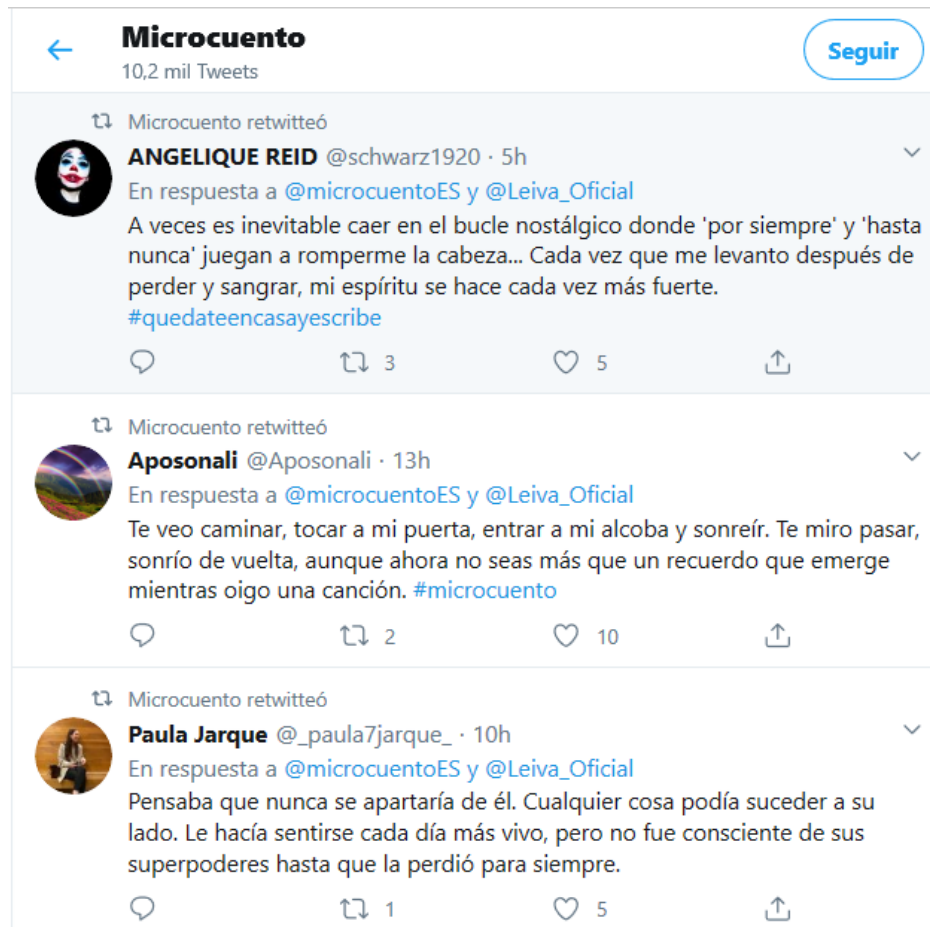 Microcuento
10,2 mil Tweets
Seguir
Microcuento retwitteó
ANGELIQUE REID @schwarz1920 · 5h
En respuesta a @microcuentoES y @Leiva_Oficial
A veces es inevitable caer en el bucle nostálgico donde 'por siempre' y 'hasta
nunca' juegan a romperme la cabeza... Cada vez que me levanto después de
perder y sangrar, mi espíritu se hace cada vez más fuerte.
#quedateencasayescribe
3 5
Microcuento retwitteó
Aposonali @Aposonali · 13h
En respuesta a @microcuentoES y @Leiva_Oficial
Te veo caminar, tocar a mi puerta, entrar a mi alcoba y sonreír. Te miro pasar,
sonrío de vuelta, aunque ahora no seas más que un recuerdo que emerge
mientras oigo una canción. #microcuento
2 10
Microcuento retwitteó
Paula Jarque @_paula7jarque_ · 10h
En respuesta a @microcuentoES y @Leiva_Oficial
Pensaba que nunca se apartaría de él. Cualquier cosa podía suceder a su
lado. Le hacía sentirse cada día más vivo, pero no fue consciente de sus
superpoderes hasta que la perdió para siempre.
1 5